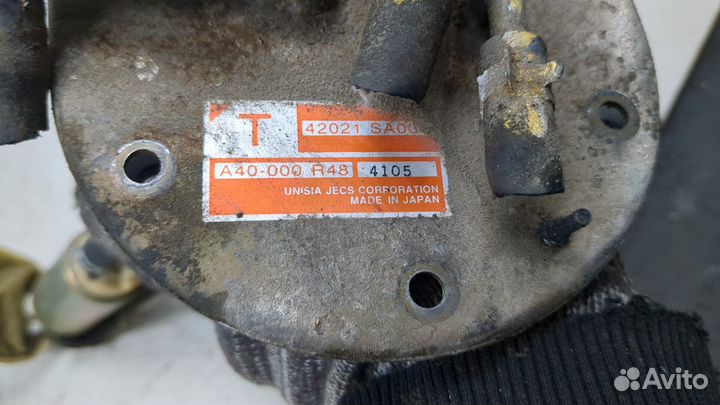 T
42021 SA00
A40-000 R48 4105
UNISIA JECS CORPORATION
MADE IN JAPAN
Avito